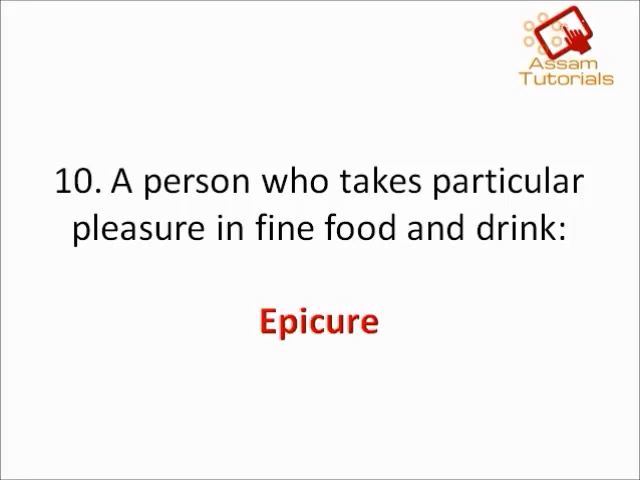 Assam
Tutorials
10. A person who takes particular
pleasure in fine food and drink:
Epicure